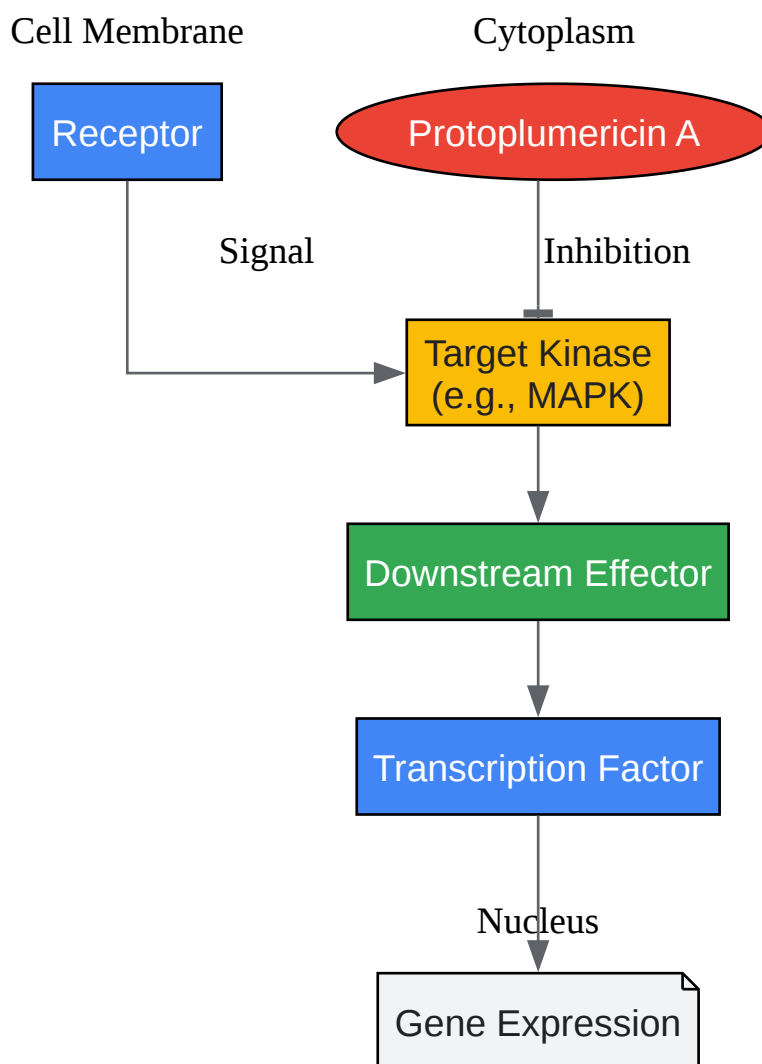 Cell Membrane
Cytoplasm
Receptor
Protoplumericin A
Signal
Inhibition
Target Kinase
(e.g., MAPK)
Downstream Effector
Transcription Factor
Nucleus
Gene Expression